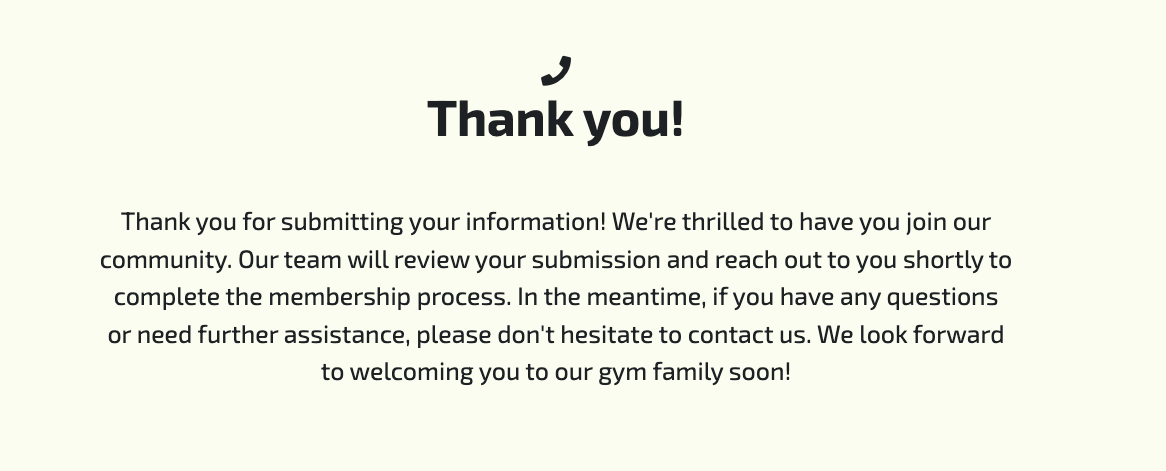 Thank you!
Thank you for submitting your information! We're thrilled to have you join our
community. Our team will review your submission and reach out to you shortly to
complete the membership process. In the meantime, if you have any questions
or need further assistance, please don't hesitate to contact us. We look forward
to welcoming you to our gym family soon!